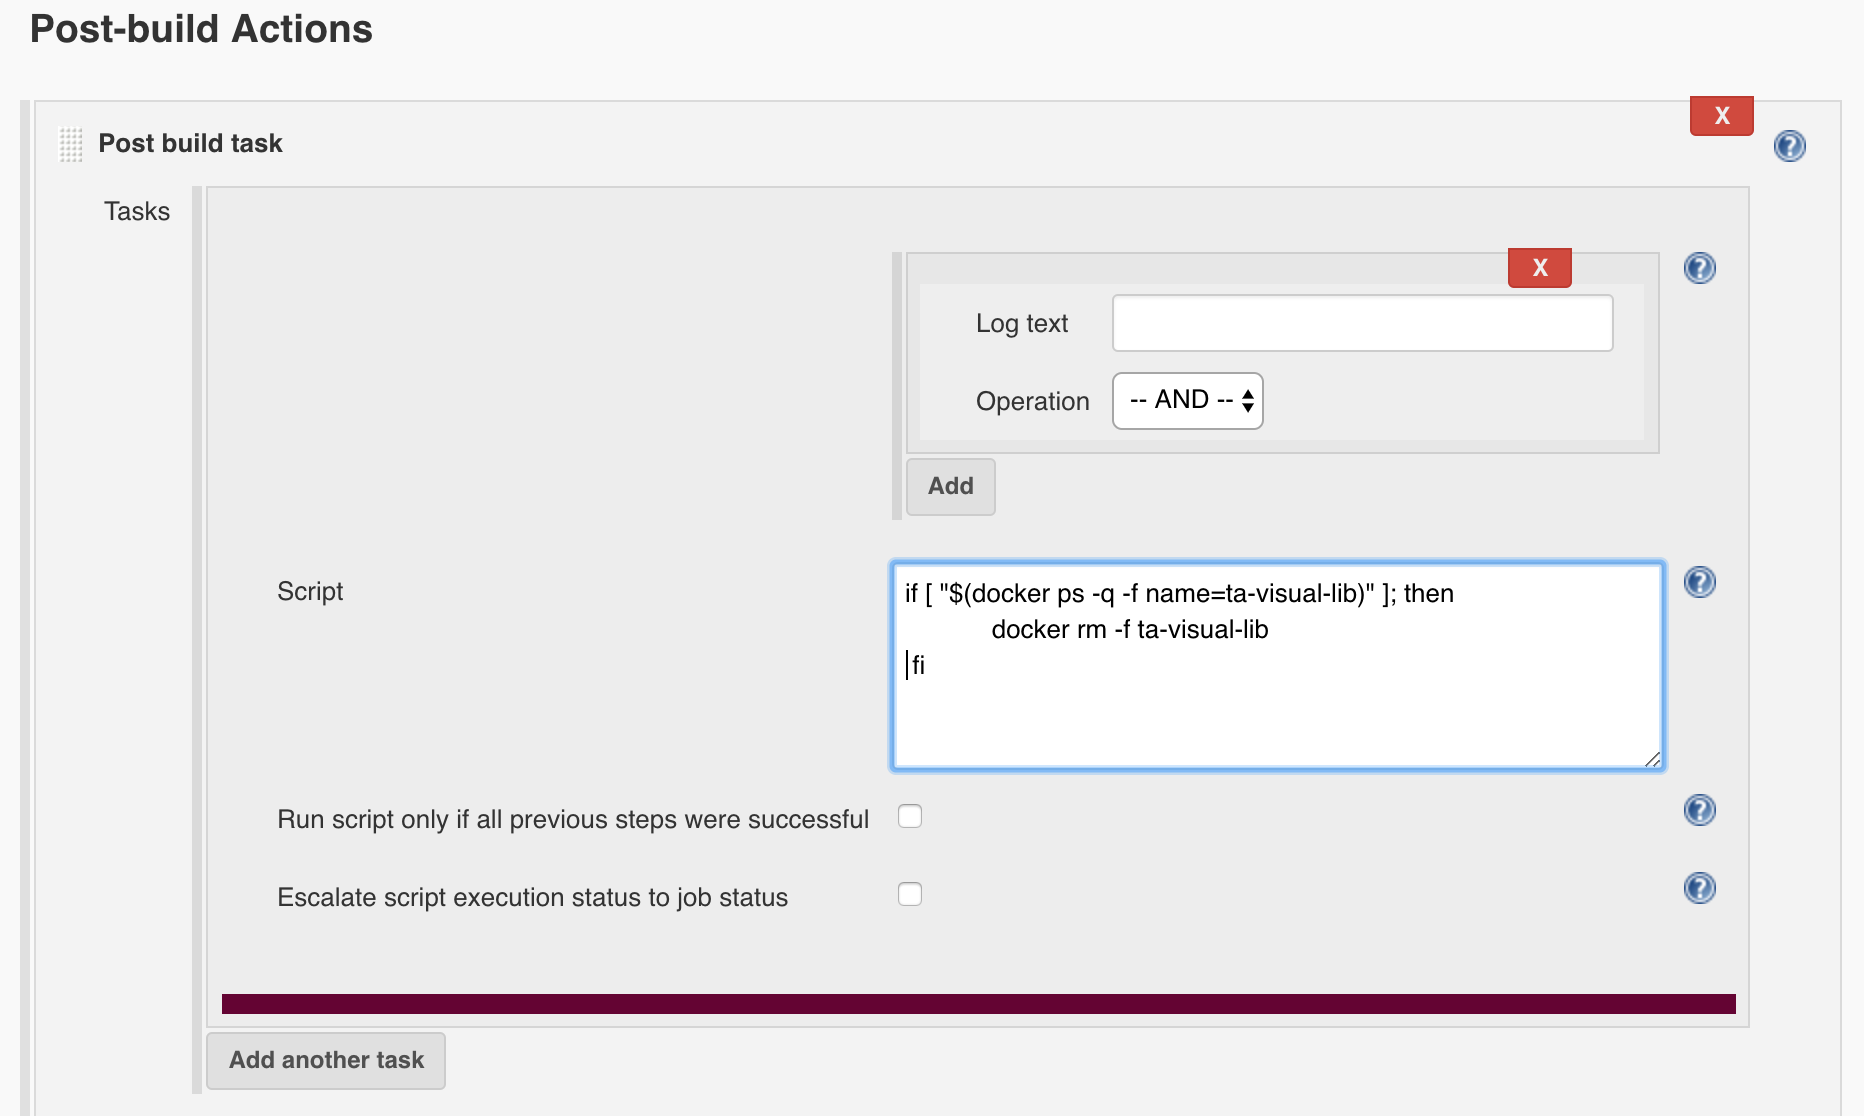 Post-build Actions
X
Post build task
Tasks
X
Log text
Operation -- AND --
Add
Script
if [ "$(docker ps -q -f name=ta-visual-lib)" ]; then
docker rm -f ta-visual-lib
fi
Run script only if all previous steps were successful
Escalate script execution status to job status
Add another task